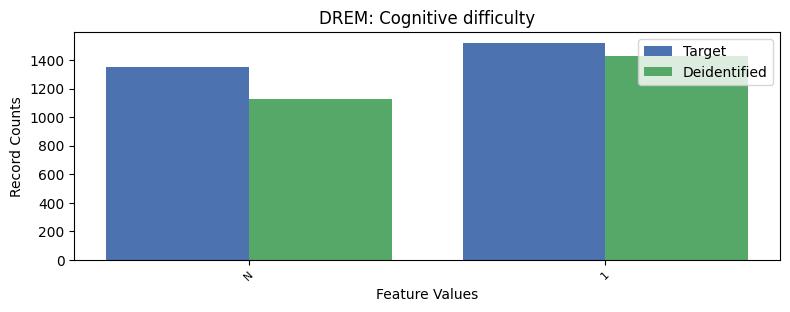 DREM: Cognitive difficulty
Target
Deidentified
Record Counts
1400
1200
1000
800
600
400
200
0
N
1
Feature Values